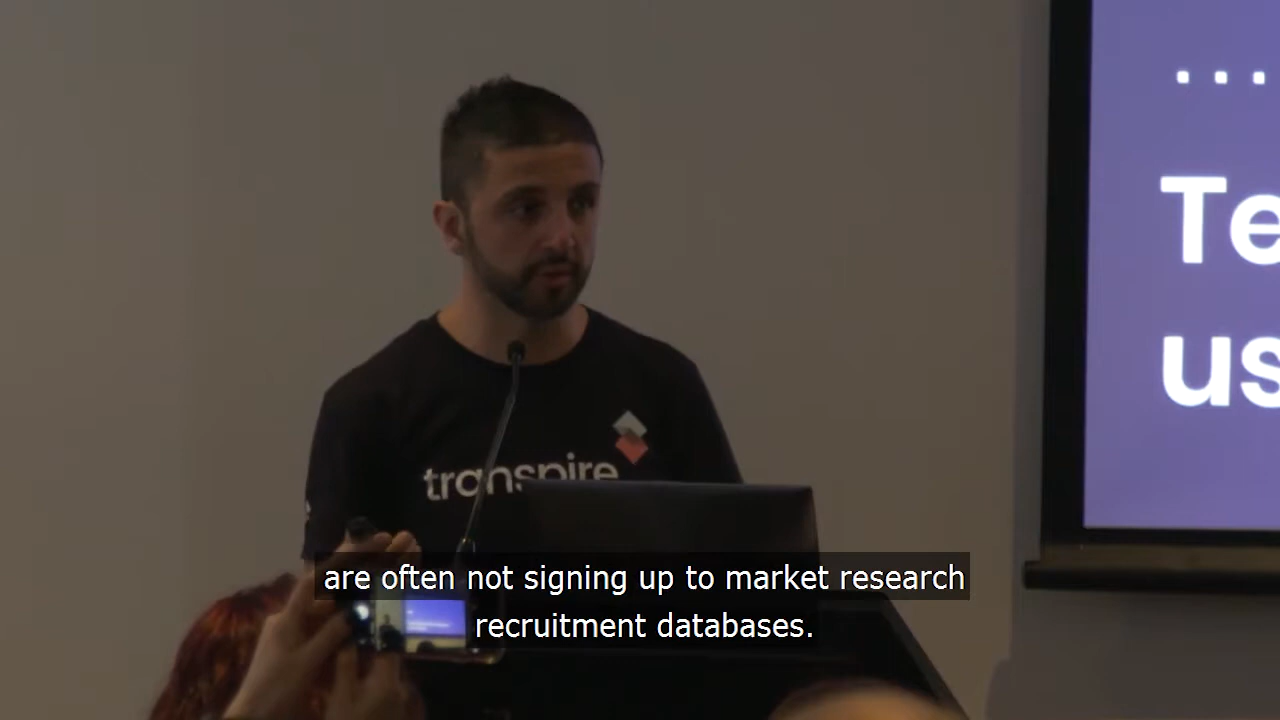 ....
Te
us
transpire
are often not signing up to market research
recruitment databases.